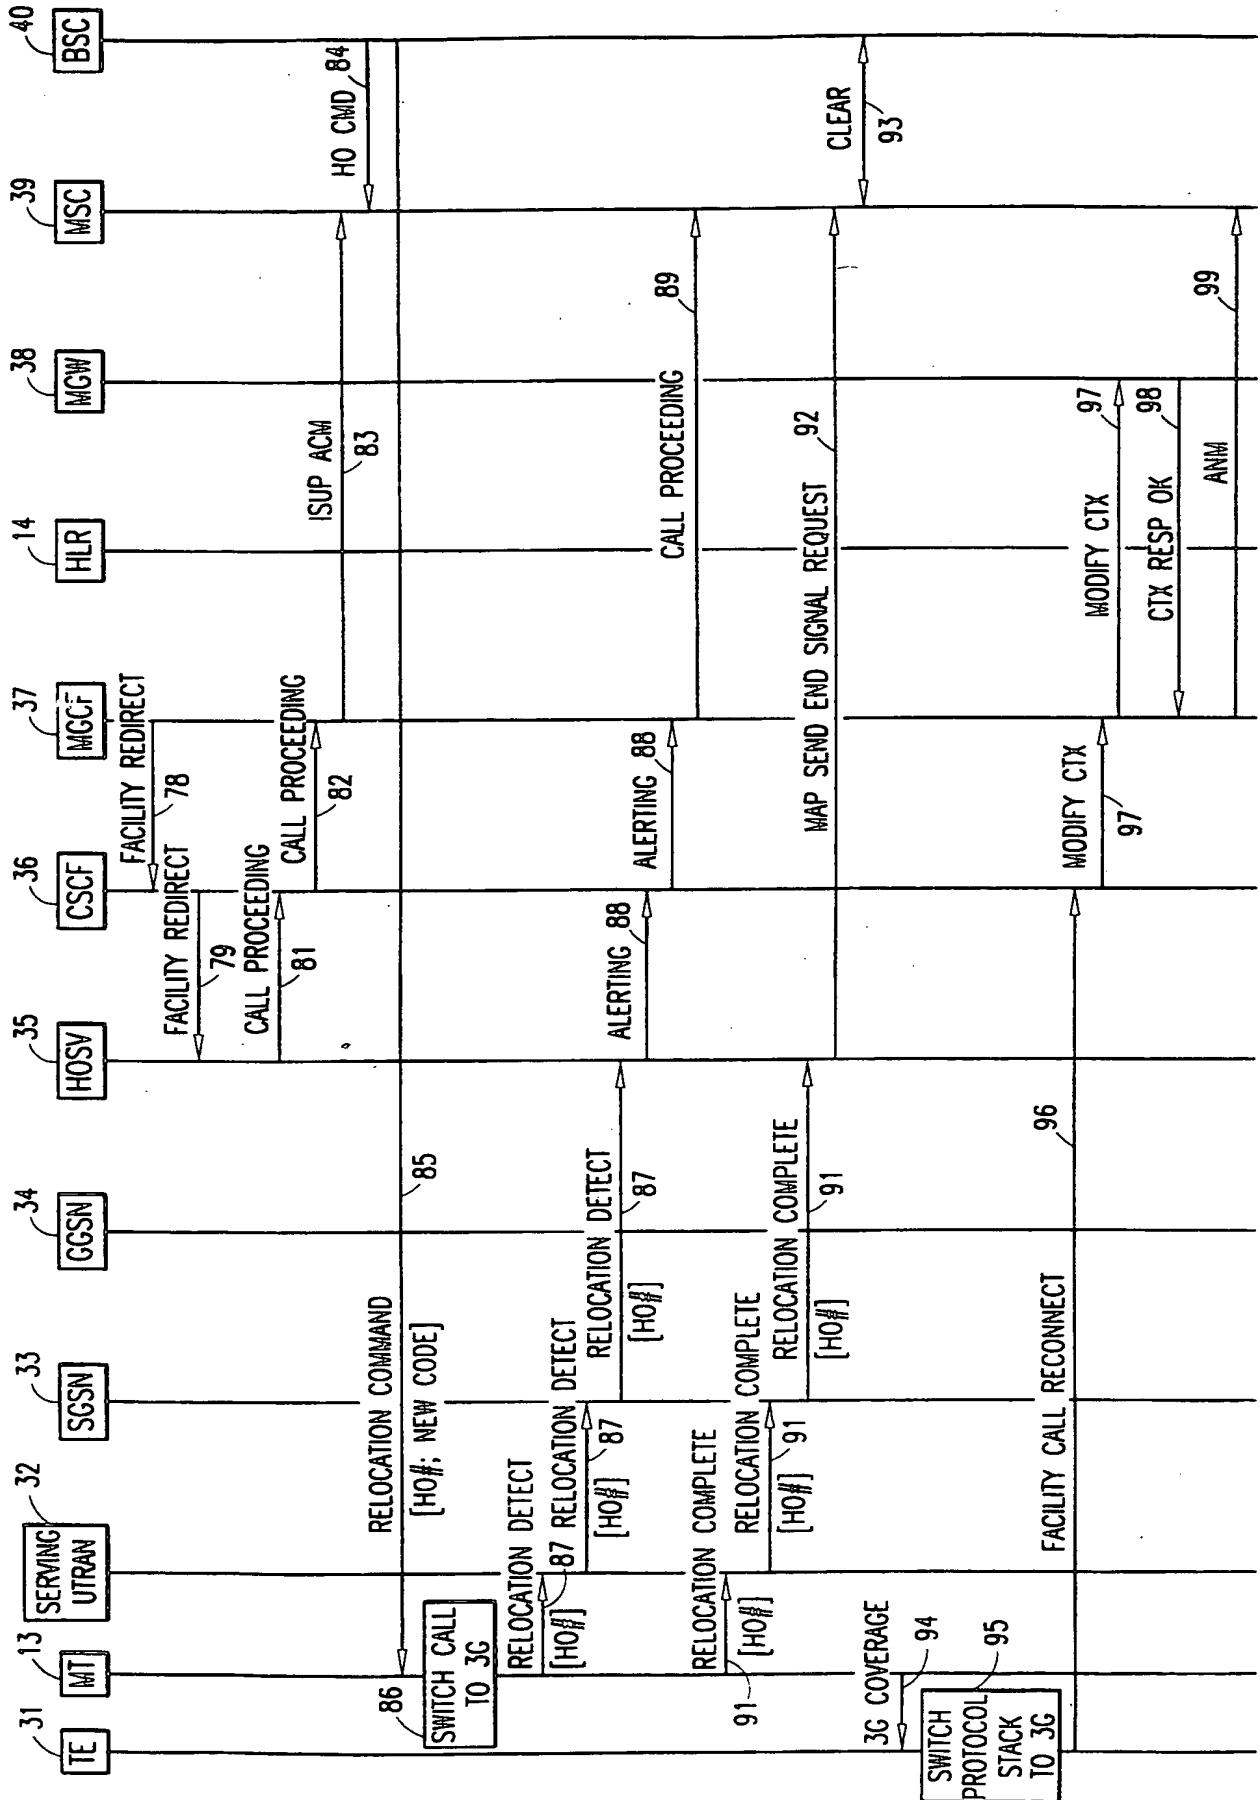 31
TE
13
MT
32
SERVING
UTRAN
33
SGSN
34
GGSN
35
HOSV
36
CSCF
37
MGCF
14
HLR
38
MGW
39
MSC
40
BSC
FACILITY REDIRECT
78
FACILITY REDIRECT
79
CALL PROCEEDING
81
CALL PROCEEDING
82
ISUP ACM
83
HO CMD
84
RELOCATION COMMAND
[HO#; NEW CODE]
85
86
SWITCH CALL
TO 3G
RELOCATION DETECT
[HO#]
87
RELOCATION DETECT
[HO#]
87
RELOCATION DETECT
[HO#]
87
ALERTING 88
ALERTING 88
CALL PROCEEDING
89
RELOCATION COMPLETE
[HO#]
91
RELOCATION COMPLETE
[HO#]
91
RELOCATION COMPLETE
[HO#]
91
MAP SEND END SIGNAL REQUEST
92
CLEAR
93
3G COVERAGE
94
SWITCH
PROTOCOL
STACK
TO 3G
95
FACILITY CALL RECONNECT
96
MODIFY CTX
97
MODIFY CTX
97
CTX RESP OK
98
ANM
99